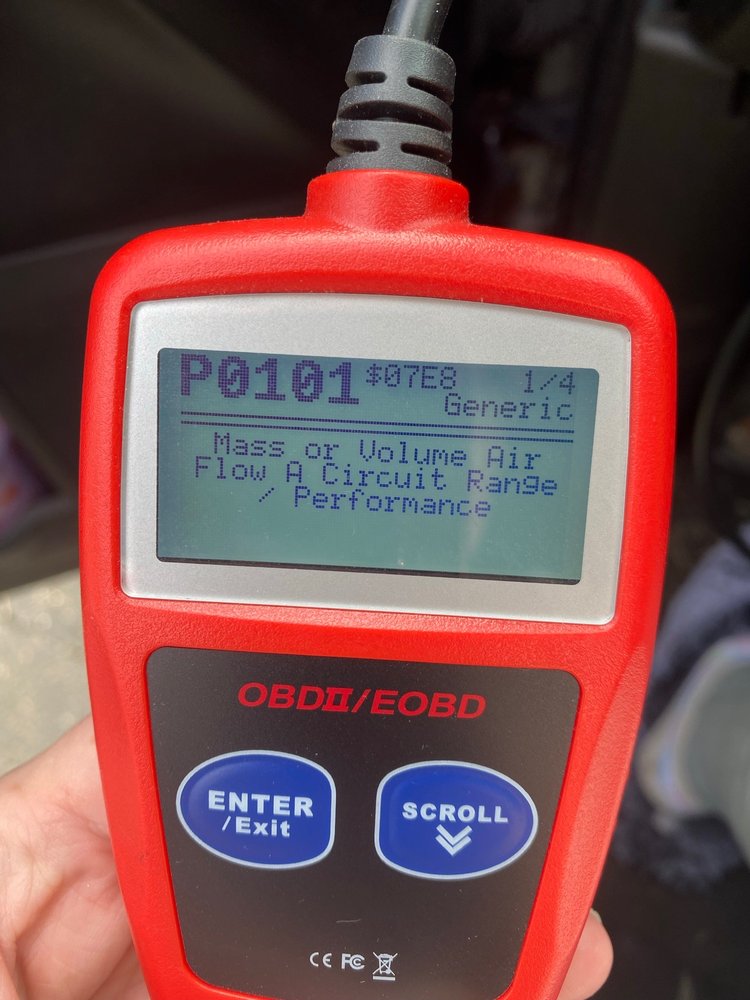 P0101 $07E8 1/4
Generic
Mass or Volume Air
Flow A Circuit Range
/ Performance
OBDII/EOBD
ENTER
/Exit
SCROLL
CE FC